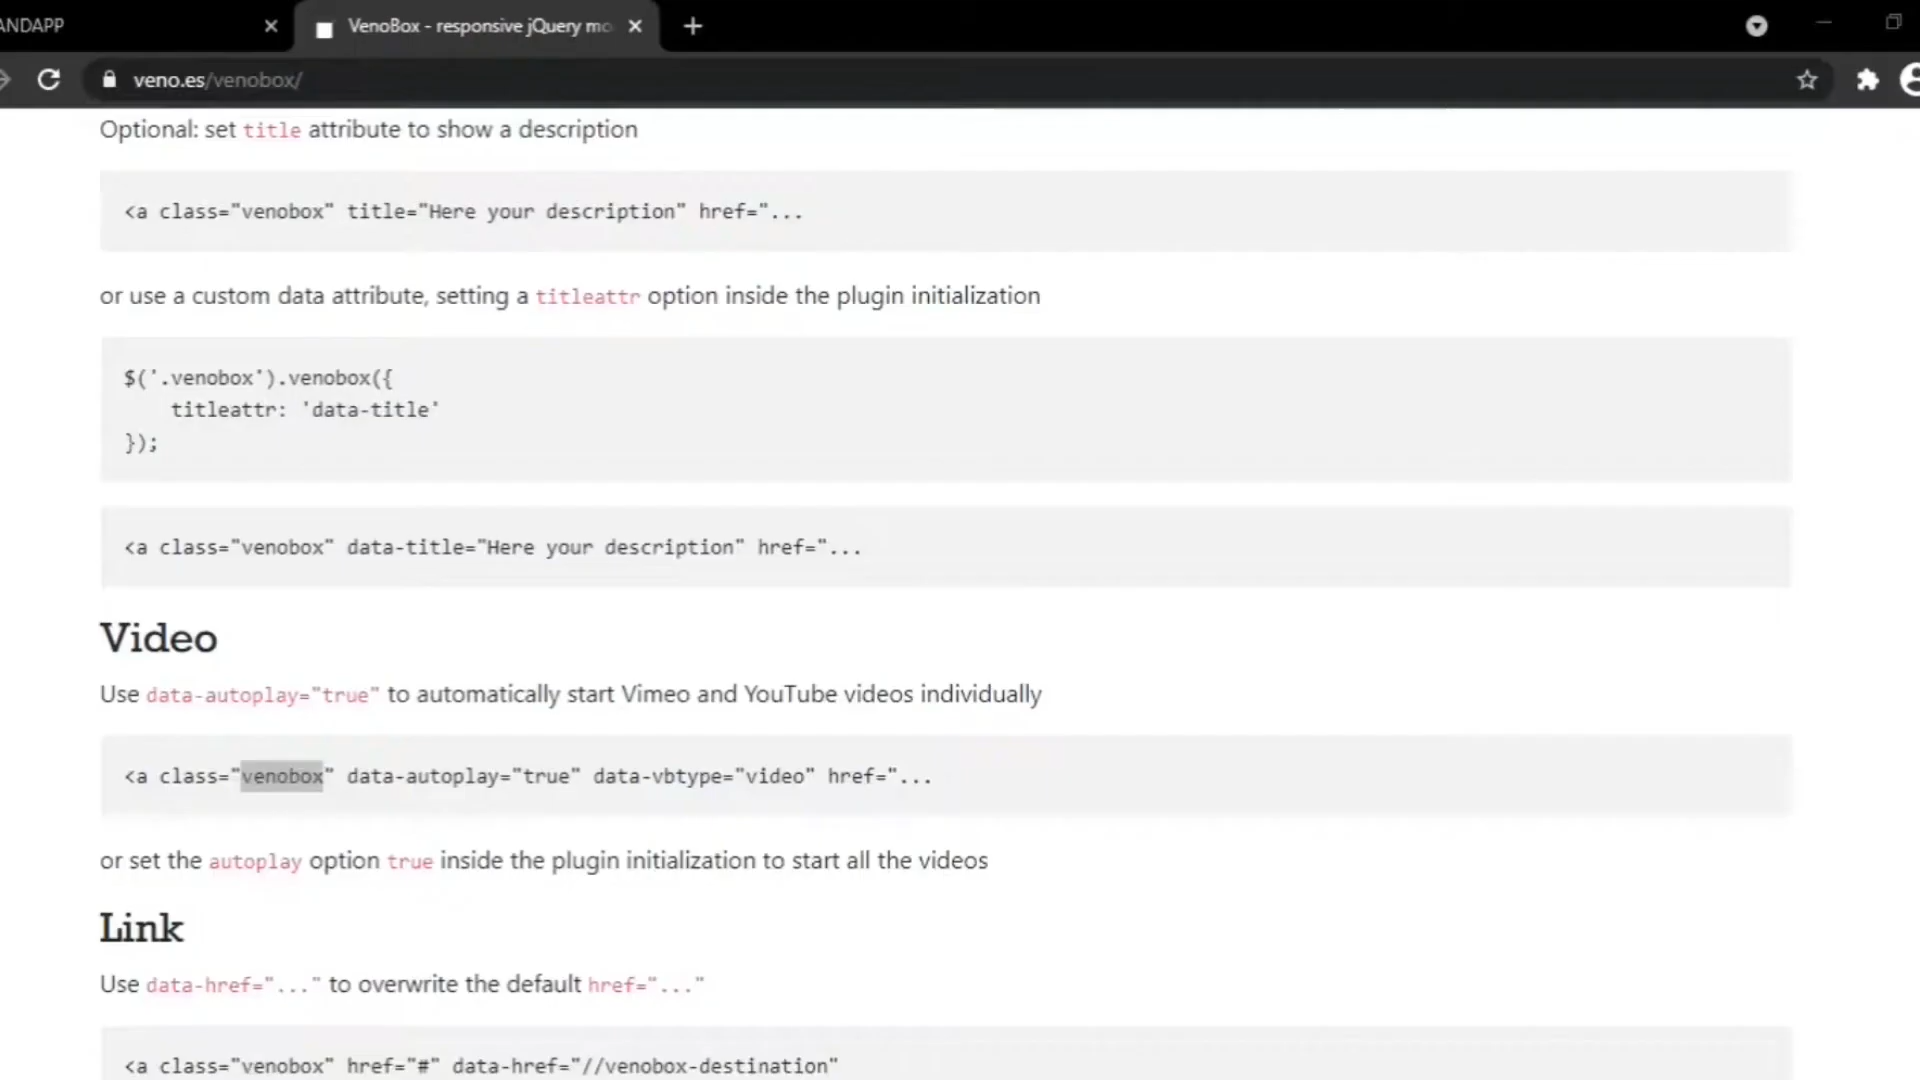 ANDAPP
VenoBox - responsive jQuery mo
veno.es/venobox/
Optional: set title attribute to show a description
<a class="venobox" title="Here your description" href="...
or use a custom data attribute, setting a titleattr option inside the plugin initialization
$('.venobox').venobox({
    titleattr: 'data-title'
});
<a class="venobox" data-title="Here your description" href="...
Video
Use data-autoplay="true" to automatically start Vimeo and YouTube videos individually
<a class="venobox" data-autoplay="true" data-vbtype="video" href="...
or set the autoplay option true inside the plugin initialization to start all the videos
Link
Use data-href="..." to overwrite the default href="..."
<a class="venobox" href="#" data-href="//venobox-destination"